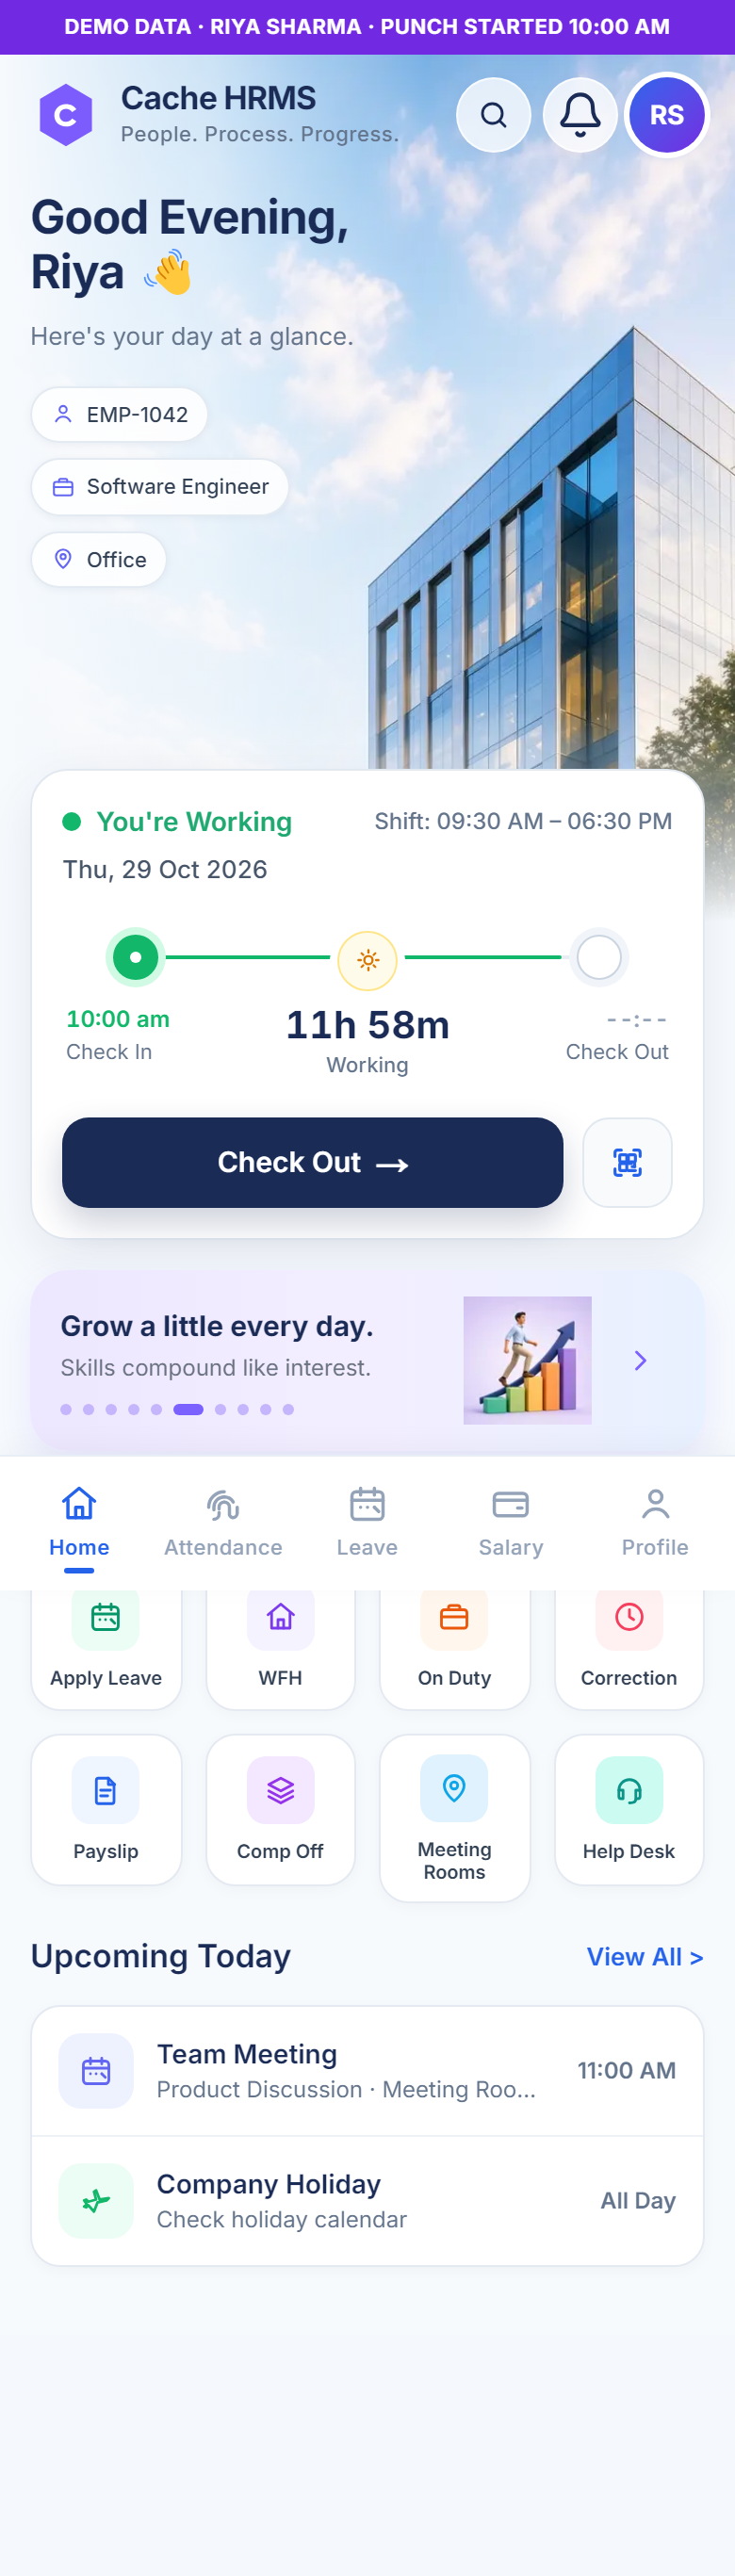 DEMO DATA · RIYA SHARMA · PUNCH STARTED 10:00 AM
C
Cache HRMS
People. Process. Progress.
RS
Good Evening,
Riya 👋
Here's your day at a glance.
EMP-1042
Software Engineer
Office
You're Working
Shift: 09:30 AM – 06:30 PM
Thu, 29 Oct 2026
10:00 am
11h 58m
--:--
Check In
Working
Check Out
Check Out →
Grow a little every day.
Skills compound like interest.
Home
Attendance
Leave
Salary
Profile
Apply Leave
WFH
On Duty
Correction
Payslip
Comp Off
Meeting
Rooms
Help Desk
Upcoming Today
View All >
Team Meeting
Product Discussion · Meeting Roo...
11:00 AM
Company Holiday
Check holiday calendar
All Day